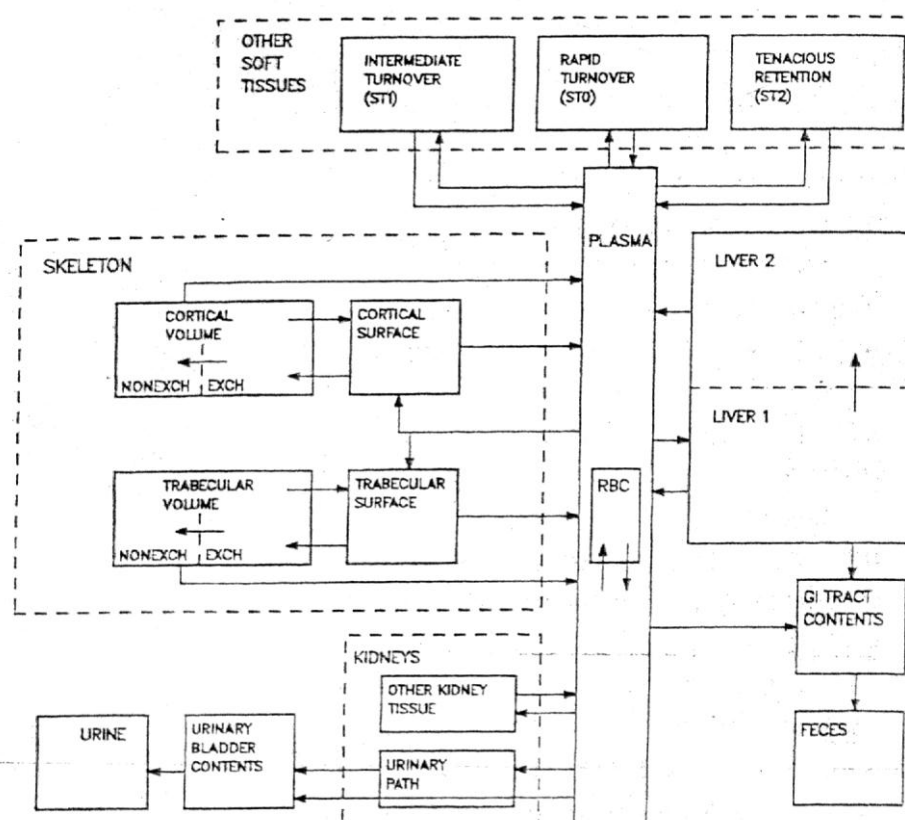 OTHER
SOFT
TISSUES
INTERMEDIATE
TURNOVER
(ST1)
RAPID
TURNOVER
(ST0)
TENACIOUS
RETENTION
(ST2)
PLASMA
SKELETON
CORTICAL
VOLUME
NONEXCH EXCH
CORTICAL
SURFACE
LIVER 2
LIVER 1
TRABECULAR
VOLUME
NONEXCH EXCH
TRABECULAR
SURFACE
RBC
GI TRACT
CONTENTS
FECES
KIDNEYS
OTHER KIDNEY
TISSUE
URINARY
PATH
URINARY
BLADDER
CONTENTS
URINE